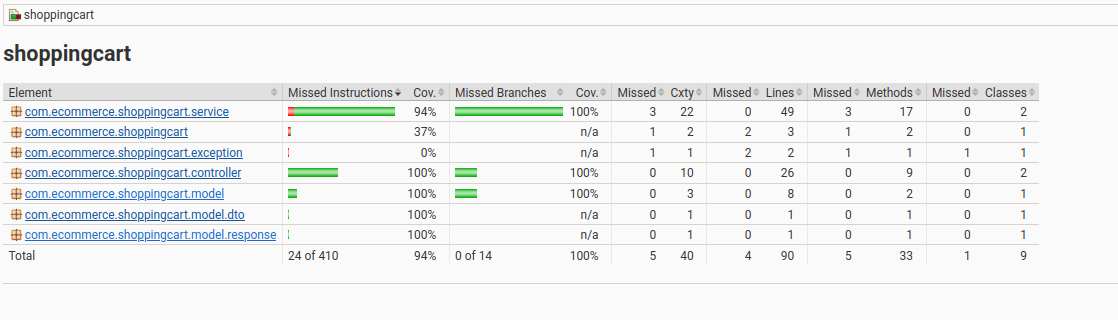 shoppingcart
shoppingcart
Element Missed Instructions Cov. Missed Branches Cov. Missed Cxty Missed Lines Missed Methods Missed Classes
com.ecommerce.shoppingcart.service 94% 100% 3 22 0 49 3 17 0 2
com.ecommerce.shoppingcart 37% n/a 1 2 2 3 1 2 0 1
com.ecommerce.shoppingcart.exception 0% n/a 1 1 2 2 1 1 1 1
com.ecommerce.shoppingcart.controller 100% 100% 0 10 0 26 0 9 0 2
com.ecommerce.shoppingcart.model 100% 100% 0 3 0 8 0 2 0 1
com.ecommerce.shoppingcart.model.dto 100% n/a 0 1 0 1 0 1 0 1
com.ecommerce.shoppingcart.model.response 100% n/a 0 1 0 1 0 1 0 1
Total 24 of 410 94% 0 of 14 100% 5 40 4 90 5 33 1 9